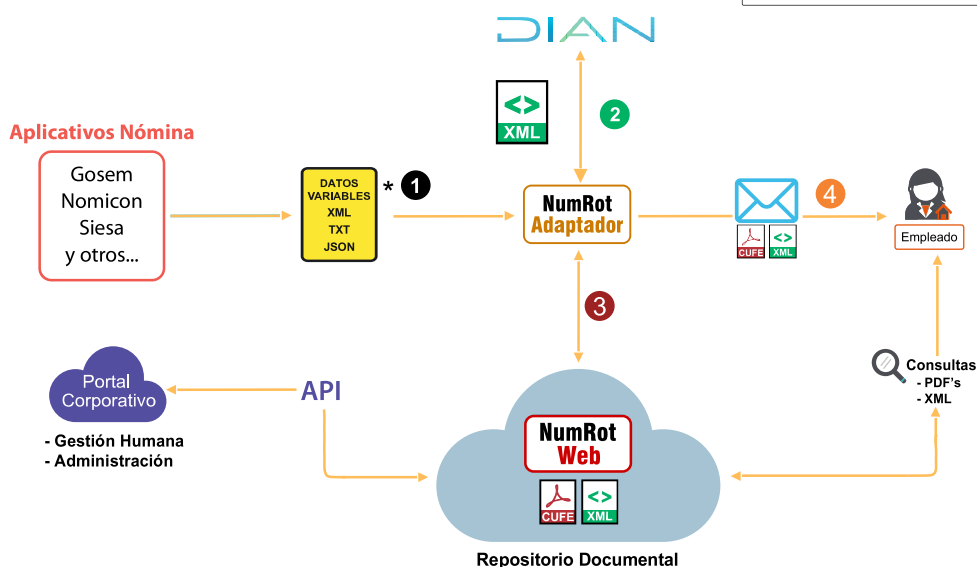 DIAN
XML
2
Aplicativos Nómina
Gosem
Nomicon
Siesa
y otros...
DATOS
VARIABLES
XML
TXT
JSON
* 1
NumRot
Adaptador
CUFE
XML
4
Empleado
3
Portal
Corporativo
- Gestión Humana
- Administración
API
NumRot
Web
CUFE
XML
Repositorio Documental
Consultas
- PDF's
- XML